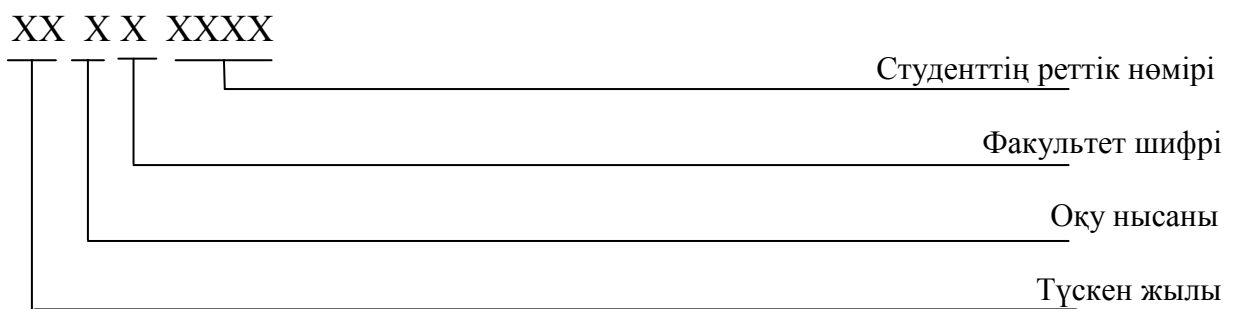 XX X X XXXX
Студенттің реттік нөмірі
Факультет шифрі
Оқу нысаны
Түскен жылы